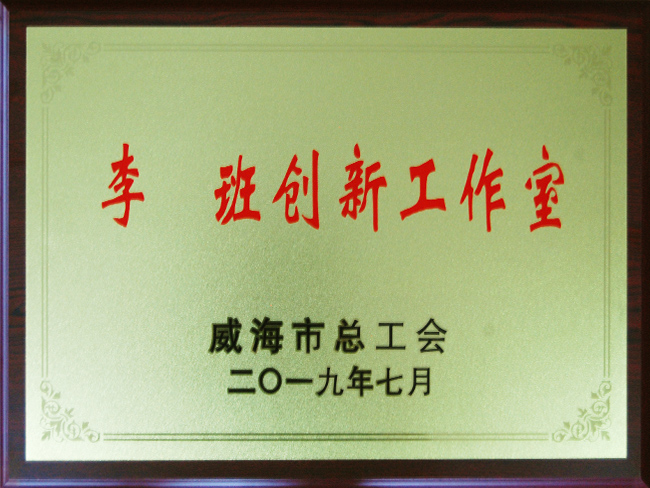 李 班创新工作室
威海市总工会
二〇一九年七月